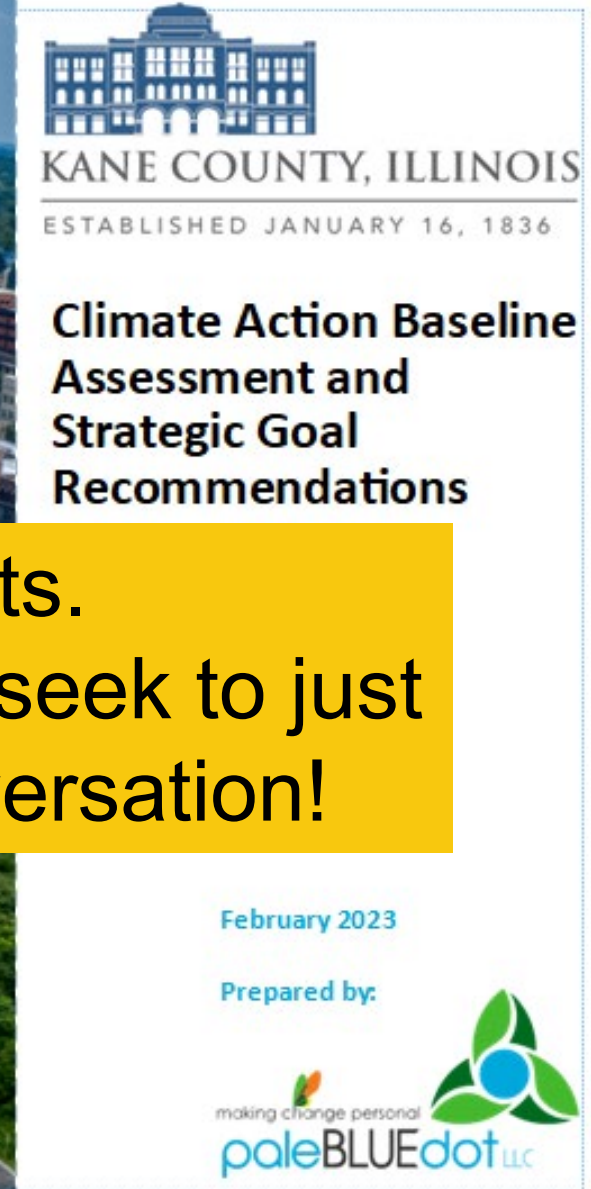 KANE COUNTY, ILLINOIS
ESTABLISHED JANUARY 16, 1836
Climate Action Baseline
Assessment and
Strategic Goal
Recommendations
ts.
seek to just
ersation!
February 2023
Prepared by:
making change personal
paleBLUEdot LLC